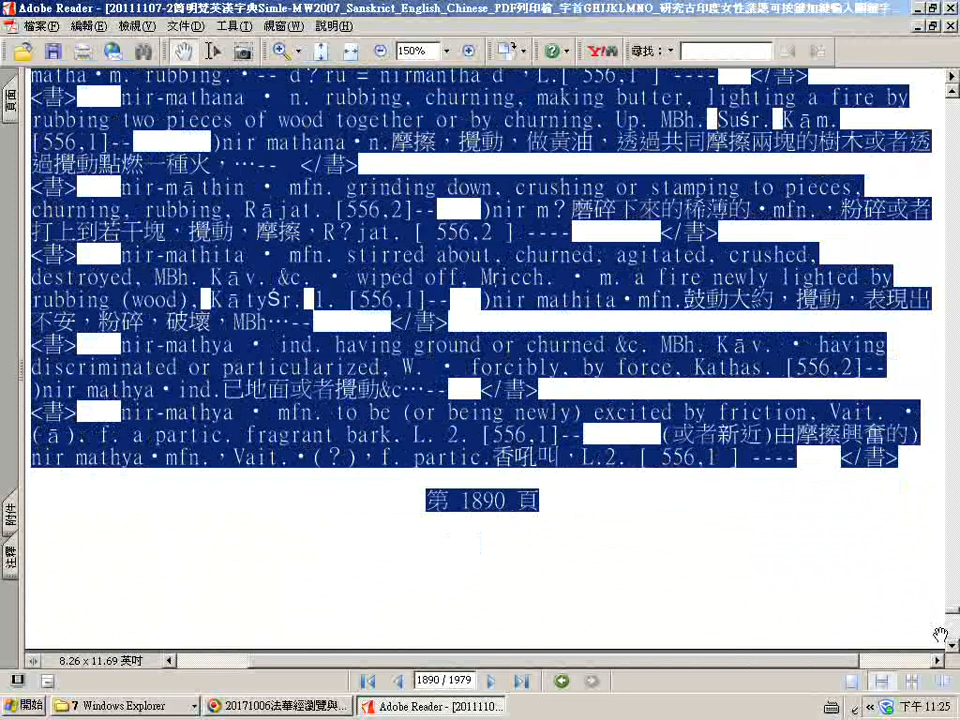 Adobe Reader - [20111107-2簡明梵英漢字典Simle-MW2007_Sanskrict_English_Chinese_PDF列印檔_字首GHIJKLMNO_研究古印度女性話題可按
檔案(F) 編輯(E) 檢視(V) 文件(D) 工具(T) 視窗(W) 說明(H)
150% 尋找：
頁面
matha‧m. rubbing,‧-- d？ru = nirmantha d‧, L.[ 556,1 ] ---- </書>
<書> nir-mathana ‧ n. rubbing, churning, making butter, lighting a fire by
rubbing two pieces of wood together or by churning, Up. MBh. Suśr. Kām.
[556,1]-- )nir mathana‧n.摩擦，攪動，做黃油，透過共同摩擦兩塊的樹木或者透
過攪動點燃一種火，…-- </書>
<書> nir-māthin ‧ mfn. grinding down, crushing or stamping to pieces,
churning, rubbing, Rājat. [556,2]-- )nir m？磨碎下來的稀薄的‧mfn.，粉碎或者
打上到若干塊，攪動，摩擦，R？jat. [ 556,2 ] ---- </書>
<書> nir-mathita ‧ mfn. stirred about, churned, agitated, crushed,
destroyed, MBh. Kāv. &c. ‧ wiped off, Mṛicch. ‧ m. a fire newly lighted by
rubbing (wood), KātyŚr. 1. [556,1]-- )nir mathita‧mfn.鼓動大約，攪動，表現出
不安，粉碎，破壞，MBh…-- </書>
<書> nir-mathya ‧ ind. having ground or churned &c. MBh. Kāv. ‧ having
discriminated or particularized, W. ‧ forcibly, by force, Kathas. [556,2]--
)nir mathya‧ind.已地面或者攪動&c…-- </書>
<書> nir-mathya ‧ mfn. to be (or being newly) excited by friction, Vait. ‧
(ā), f. a partic. fragrant bark, L. 2. [556,1]-- (或者新近)由摩擦興奮的)
nir mathya‧mfn.，Vait.‧(？)，f. partic.香吼叫，L.2. [ 556,1 ] ---- </書>
第 1890 頁
附件
注釋
8.26 x 11.69 英吋
1890 / 1979
開始 7 Windows Explorer 20171006法華經瀏覽與... Adobe Reader - [2011110... 下午 11:25